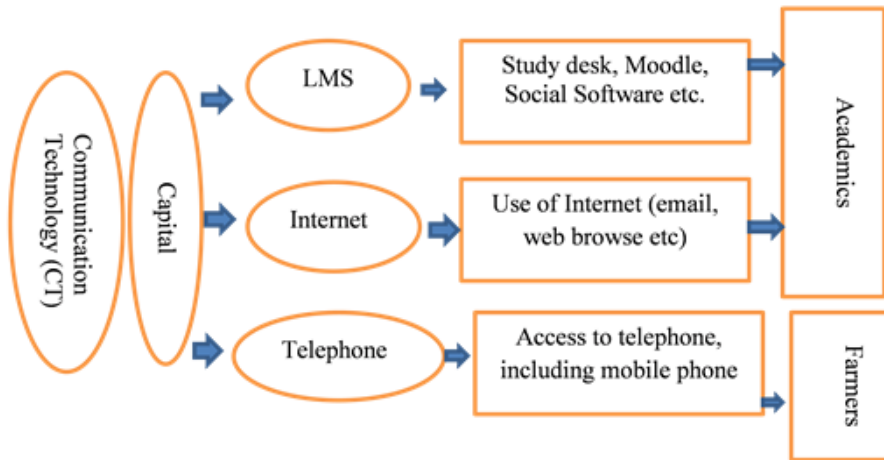 Communication
Technology (CT)
Capital
LMS
Study desk, Moodle,
Social Software etc.
Academics
Internet
Use of Internet (email,
web browse etc)
Telephone
Access to telephone,
including mobile phone
Farmers